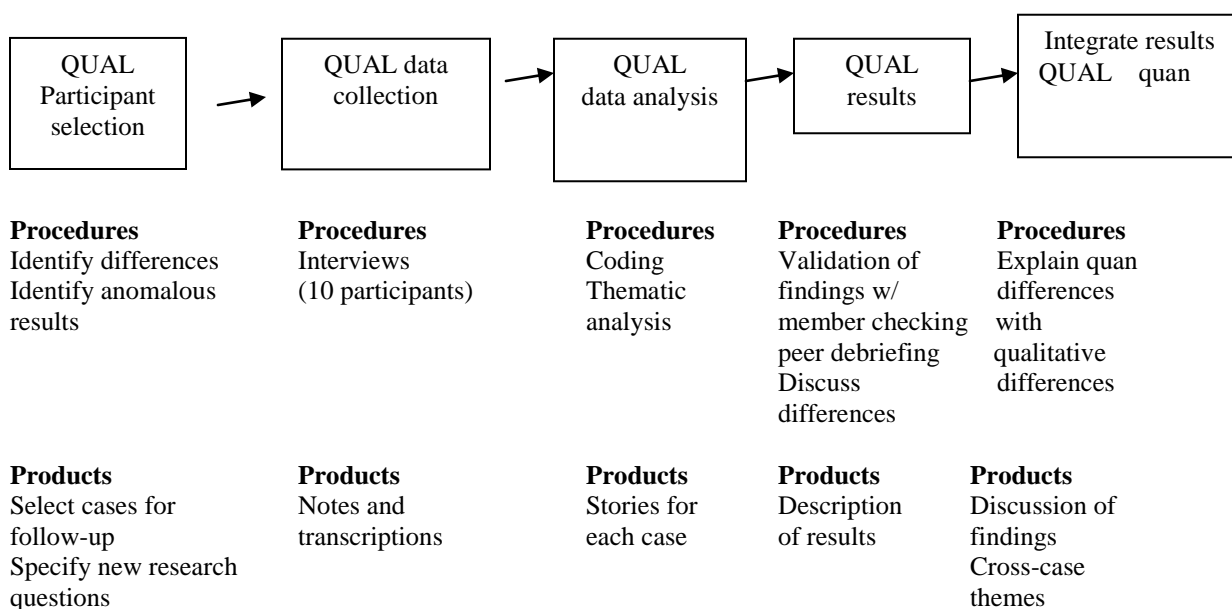 QUAL
Participant
selection
QUAL data
collection
QUAL
data analysis
QUAL
results
Integrate results
QUAL quan
Procedures
Identify differences
Identify anomalous
results
Procedures
Interviews
(10 participants)
Procedures
Coding
Thematic
analysis
Procedures
Validation of
findings w/
member checking
peer debriefing
Discuss
differences
Procedures
Explain quan
differences
with
qualitative
differences
Products
Select cases for
follow-up
Specify new research
questions
Products
Notes and
transcriptions
Products
Stories for
each case
Products
Description
of results
Products
Discussion of
findings
Cross-case
themes